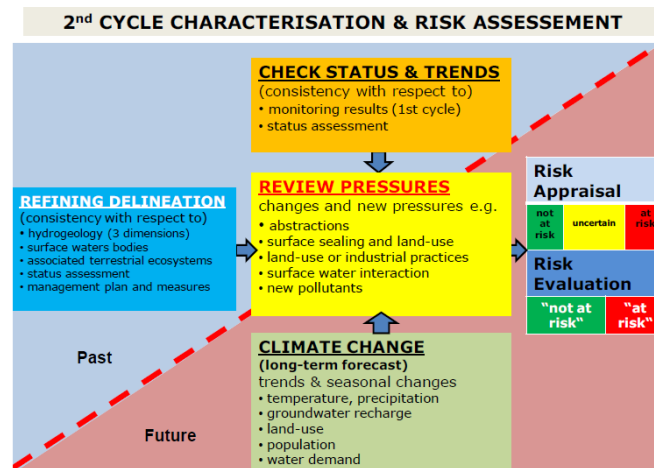 2nd CYCLE CHARACTERISATION & RISK ASSESSMENT
CHECK STATUS & TRENDS
(consistency with respect to)
• monitoring results (1st cycle)
• status assessment
REFINING DELINEATION
(consistency with respect to)
• hydrogeology (3 dimensions)
• surface waters bodies
• associated terrestrial ecosystems
• status assessment
• management plan and measures
REVIEW PRESSURES
changes and new pressures e.g.
• abstractions
• surface sealing and land-use
• land-use or industrial practices
• surface water interaction
• new pollutants
Risk
Appraisal
not
at
risk
uncertain
at
risk
Risk
Evaluation
"not at
risk"
"at
risk"
CLIMATE CHANGE
(long-term forecast)
trends & seasonal changes
• temperature, precipitation
• groundwater recharge
• land-use
• population
• water demand
Past
Future